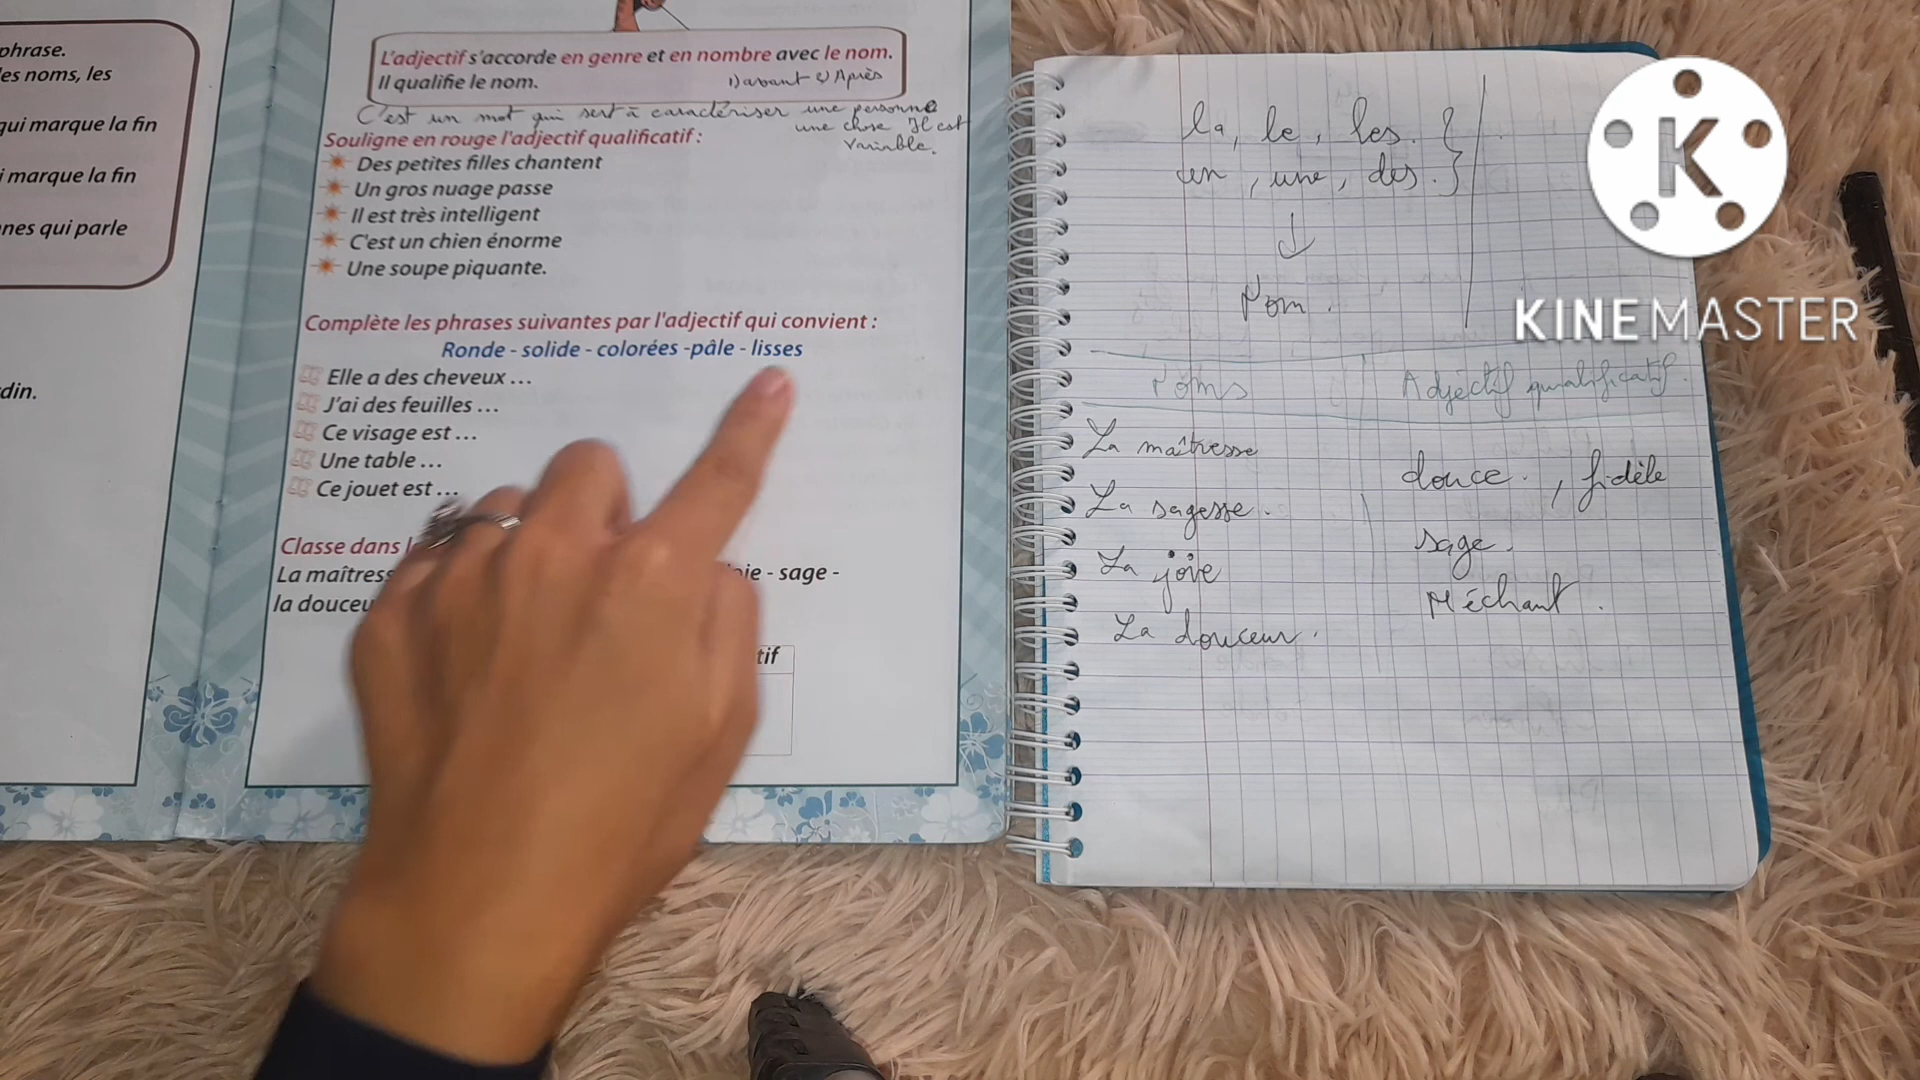 phrase.
les noms, les
qui marque la fin
i marque la fin
nes qui parle
din.
L'adjectif s'accorde en genre et en nombre avec le nom.
Il qualifie le nom. 1) avant 2) Après
C'est un mot qui sert à caractériser une personne
une chose Il est
variable.
Souligne en rouge l'adjectif qualificatif :
Des petites filles chantent
Un gros nuage passe
Il est très intelligent
C'est un chien énorme
Une soupe piquante.
Complète les phrases suivantes par l'adjectif qui convient :
Ronde - solide - colorées -pâle - lisses
Elle a des cheveux ...
J'ai des feuilles ...
Ce visage est ...
Une table ...
Ce jouet est ...
Classe dans
La maîtress oie - sage -
la douceu
tif
la, le, les.
un, une, des.
Nom.
Noms Adjéctif qualificatif.
La maîtresse
douce. , fidèle
La sagesse.
sage.
La joie
Méchant.
La douceur.
KINEMASTER